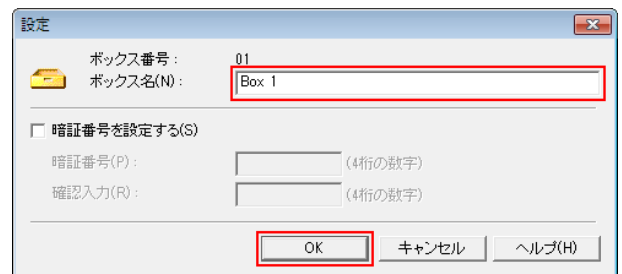 設定
ボックス番号： 01
ボックス名(N)： Box 1
暗証番号を設定する(S)
暗証番号(P)： (4桁の数字)
確認入力(R)： (4桁の数字)
OK キャンセル ヘルプ(H)